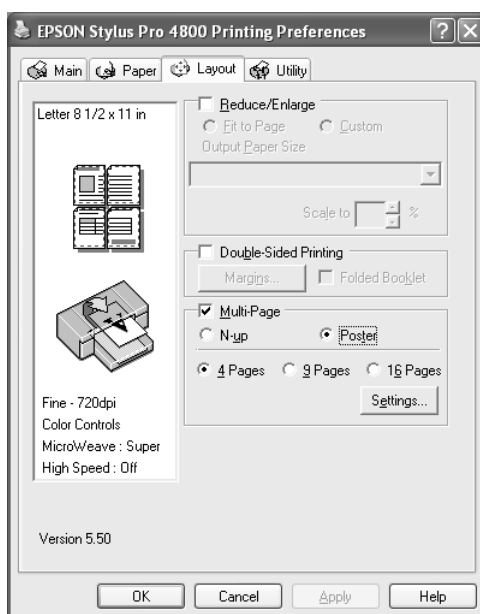 EPSON Stylus Pro 4800 Printing Preferences
Main Paper Layout Utility
Letter 8 1/2 x 11 in
Fine - 720dpi
Color Controls
MicroWeave : Super
High Speed : Off
Version 5.50
Reduce/Enlarge
Fit to Page Custom
Output Paper Size
Scale to %
Double-Sided Printing
Margins... Folded Booklet
Multi-Page
N-up Poster
4 Pages 9 Pages 16 Pages
Settings...
OK Cancel Apply Help